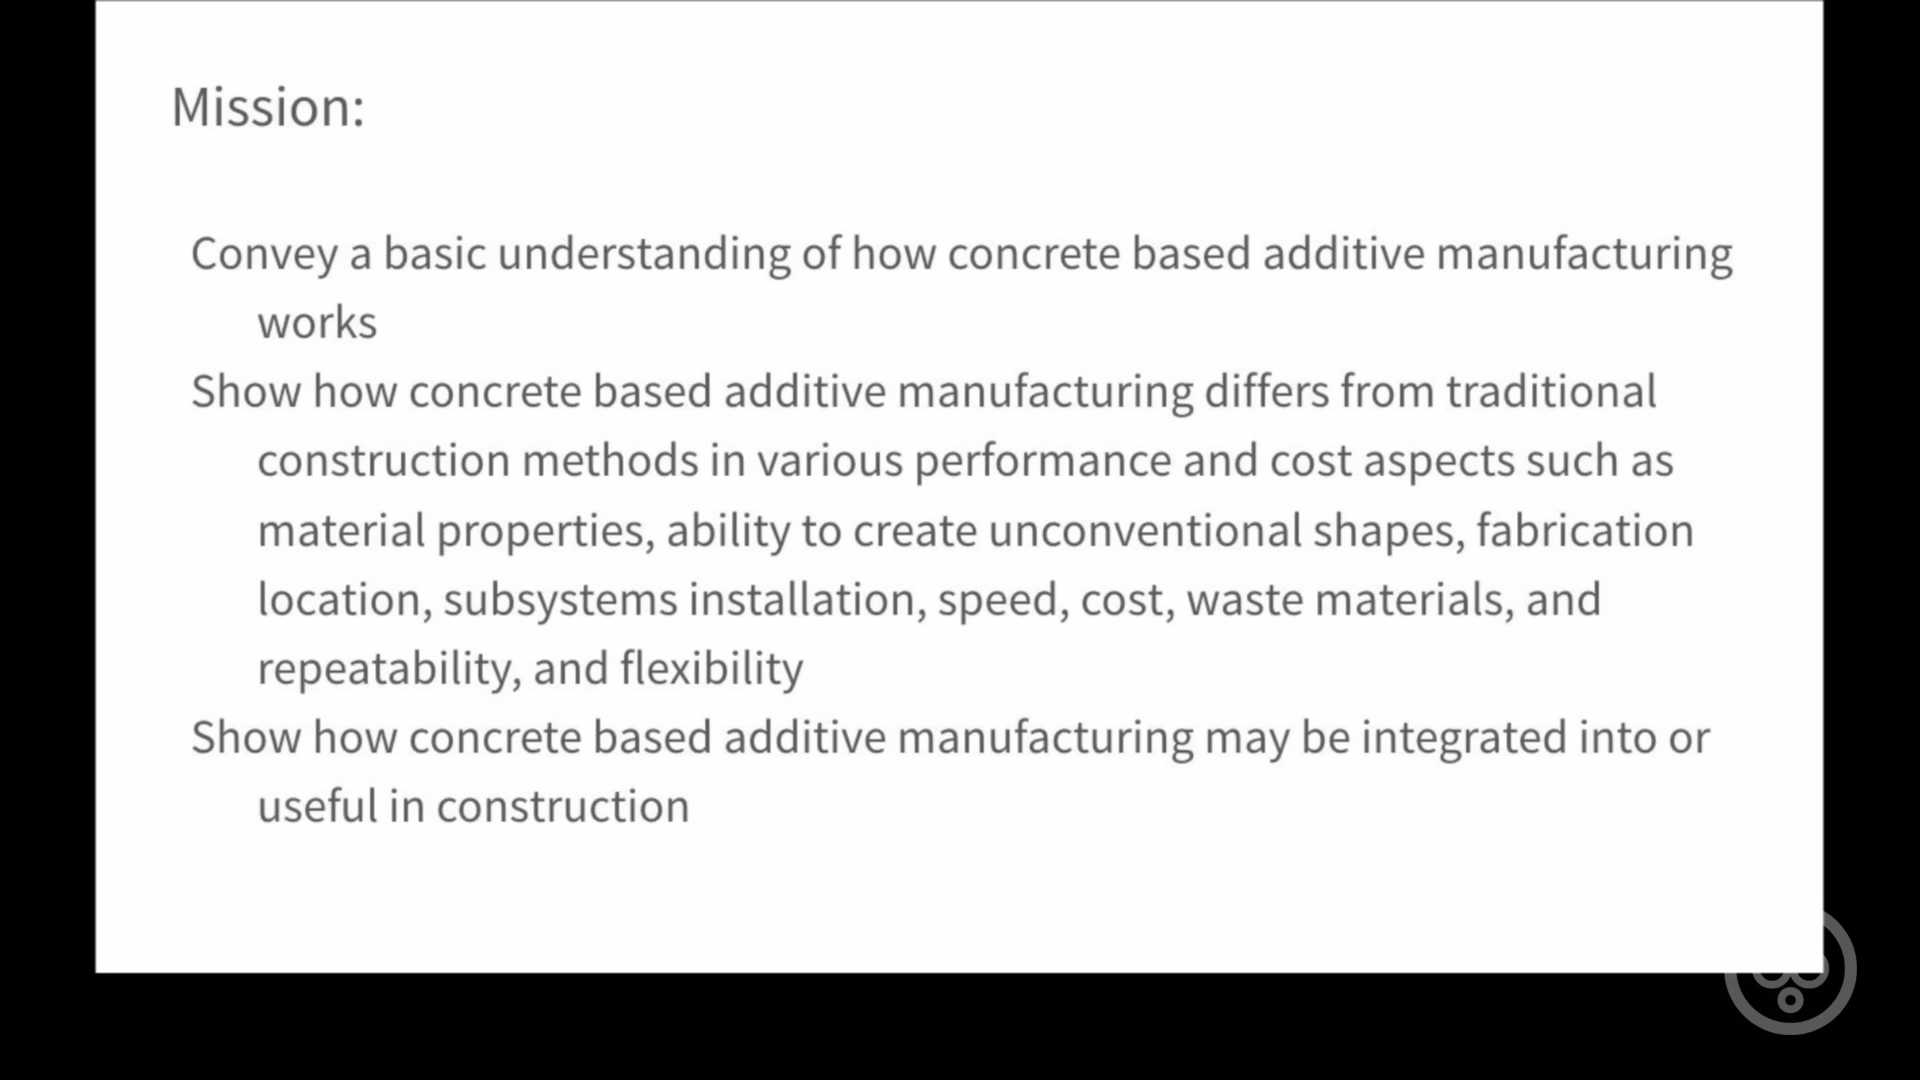 Mission:
Convey a basic understanding of how concrete based additive manufacturing
works
Show how concrete based additive manufacturing differs from traditional
construction methods in various performance and cost aspects such as
material properties, ability to create unconventional shapes, fabrication
location, subsystems installation, speed, cost, waste materials, and
repeatability, and flexibility
Show how concrete based additive manufacturing may be integrated into or
useful in construction